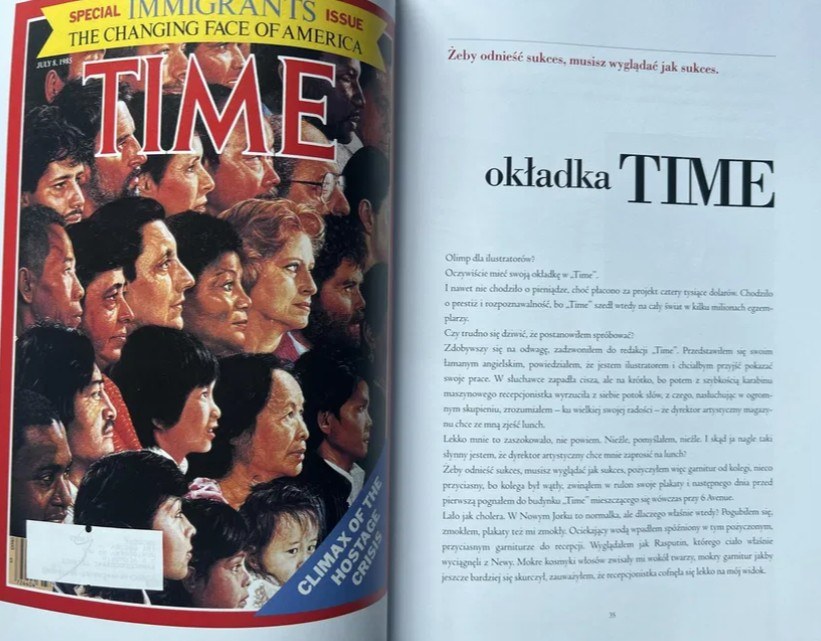 SPECIAL IMMIGRANTS ISSUE
THE CHANGING FACE OF AMERICA
JULY 8, 1985
TIME
CLIMAX OF THE
HOSTAGE
CRISIS
Żeby odnieść sukces, musisz wyglądać jak sukces.
okładka TIME
Olimp dla ilustratorów?
Oczywiście mieć swoją okładkę w „Time”.
I nawet nie chodziło o pieniądze, choć płacono za projekt cztery tysiące dolarów. Chodziło
o prestiż i rozpoznawalność, bo „Time” szedł wtedy na cały świat w kilku milionach egzem-
plarzy.
Czy trudno się dziwić, że postanowiłem spróbować?
Zdobywszy się na odwagę, zadzwoniłem do redakcji „Time”. Przedstawiłem się swoim
łamanym angielskim, powiedziałem, że jestem ilustratorem i chciałbym przyjść pokazać
swoje prace. W słuchawce zapadła cisza, ale na krótko, bo potem z szybkością karabinu
maszynowego recepcjonistka wyrzuciła z siebie potok słów, z czego, nasłuchując w ogrom-
nym skupieniu, zrozumiałem – ku wielkiej swojej radości – że dyrektor artystyczny magazy-
nu chce ze mną zjeść lunch.
Lekko mnie to zaszokowało, nie powiem. Nieźle, pomyślałem, nieźle. I skąd ja nagle taki
słynny jestem, że dyrektor artystyczny chce mnie zaprosić na lunch?
Żeby odnieść sukces, musisz wyglądać jak sukces, pożyczyłem więc garnitur od kolegi, nieco
przyciasny, bo kolega był wątły, zwinąłem w rulon swoje plakaty i następnego dnia przed
pierwszą pognałem do budynku „Time” mieszczącego się wówczas przy 6 Avenue.
Lało jak cholera. W Nowym Jorku to normalka, ale dlaczego właśnie wtedy? Pogubiłem się,
zmokłem, plakaty też mi zmokły. Ociekający wodą wpadłem spóźniony w tym pożyczonym,
przyciasnym garniturze do recepcji. Wyglądałem jak Rasputin, którego ciało właśnie
wyciągnęli z Newy. Mokre kosmyki włosów zwisały mi wokół twarzy, mokry garnitur jakby
jeszcze bardziej się skurczył, zauważyłem, że recepcjonistka cofnęła się lekko na mój widok.